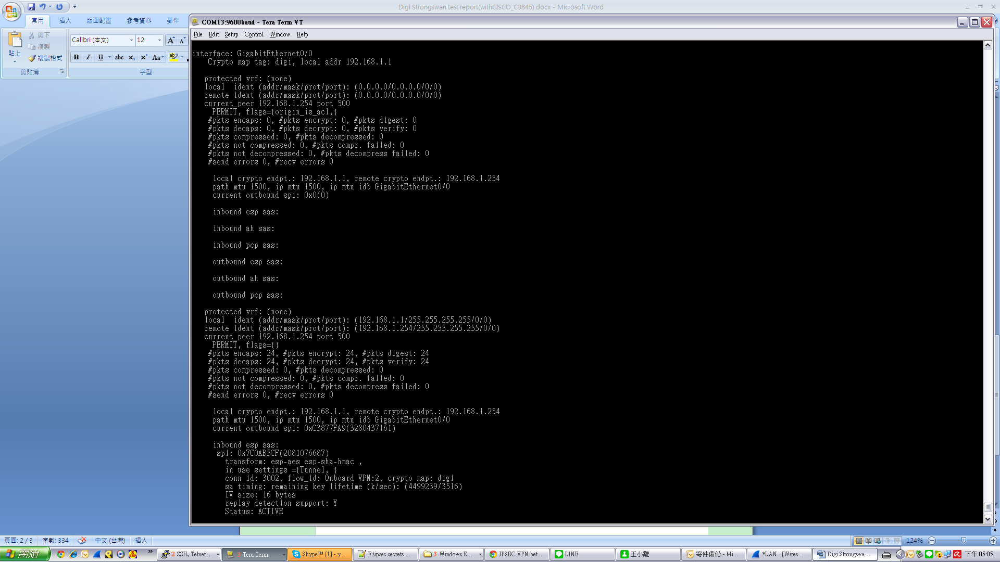 Digi Strongswan test report(withCISCO_C3845).docx - Microsoft Word
常用 插入 版面配置 參考資料 郵件
剪下
複製
貼上 複製格式
剪貼簿
Calibri (本文) 12
字型
COM13:9600baud - Tera Term VT
File Edit Setup Control Window Help
interface: GigabitEthernet0/0
Crypto map tag: digi, local addr 192.168.1.1
protected vrf: (none)
local ident (addr/mask/prot/port): (0.0.0.0/0.0.0.0/0/0)
remote ident (addr/mask/prot/port): (0.0.0.0/0.0.0.0/0/0)
current_peer 192.168.1.254 port 500
PERMIT, flags={origin_is_acl,}
#pkts encaps: 0, #pkts encrypt: 0, #pkts digest: 0
#pkts decaps: 0, #pkts decrypt: 0, #pkts verify: 0
#pkts compressed: 0, #pkts decompressed: 0
#pkts not compressed: 0, #pkts compr. failed: 0
#pkts not decompressed: 0, #pkts decompress failed: 0
#send errors 0, #recv errors 0
local crypto endpt.: 192.168.1.1, remote crypto endpt.: 192.168.1.254
path mtu 1500, ip mtu 1500, ip mtu idb GigabitEthernet0/0
current outbound spi: 0x0(0)
inbound esp sas:
inbound ah sas:
inbound pcp sas:
outbound esp sas:
outbound ah sas:
outbound pcp sas:
protected vrf: (none)
local ident (addr/mask/prot/port): (192.168.1.1/255.255.255.255/0/0)
remote ident (addr/mask/prot/port): (192.168.1.254/255.255.255.255/0/0)
current_peer 192.168.1.254 port 500
PERMIT, flags={}
#pkts encaps: 24, #pkts encrypt: 24, #pkts digest: 24
#pkts decaps: 24, #pkts decrypt: 24, #pkts verify: 24
#pkts compressed: 0, #pkts decompressed: 0
#pkts not compressed: 0, #pkts compr. failed: 0
#pkts not decompressed: 0, #pkts decompress failed: 0
#send errors 0, #recv errors 0
local crypto endpt.: 192.168.1.1, remote crypto endpt.: 192.168.1.254
path mtu 1500, ip mtu 1500, ip mtu idb GigabitEthernet0/0
current outbound spi: 0xC3877FA9(3280437161)
inbound esp sas:
spi: 0x7C0AB5CF(2081076687)
transform: esp-aes esp-sha-hmac ,
in use settings ={Tunnel, }
conn id: 3002, flow_id: Onboard VPN:2, crypto map: digi
sa timing: remaining key lifetime (k/sec): (4499239/3516)
IV size: 16 bytes
replay detection support: Y
Status: ACTIVE
頁面: 2 / 3 字數: 334 中文 (台灣) 插入 124%
開始 2 SSH, Telnet... 3 Tera Term Skype™ [1] - y... F:\ipsec.secrets ... 3 Windows E... IPSEC VPN bet... LINE 王小雞 寄件備份 - Mi... *LAN [Wires... Digi Strongswa... 下午 05:05